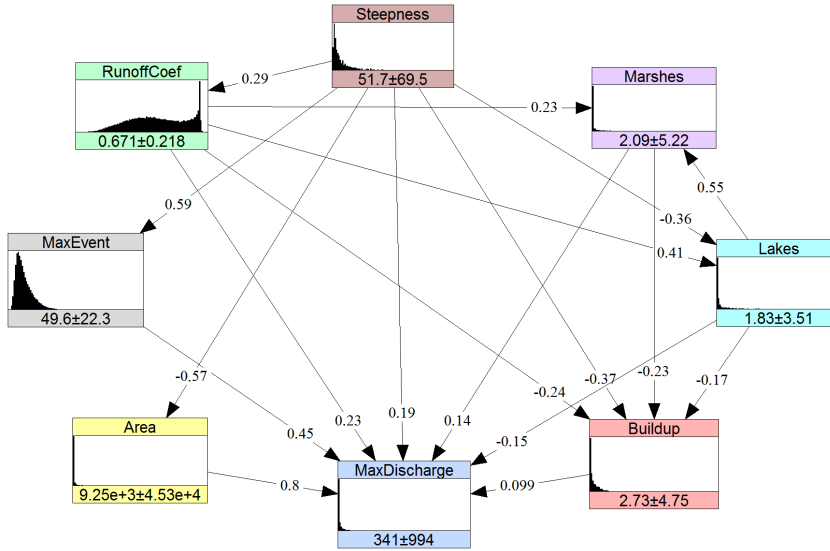 Steepness
51.7±69.5
RunoffCoef
0.671±0.218
Marshes
2.09±5.22
0.29
0.23
0.59
0.55
-0.36
0.41
MaxEvent
49.6±22.3
Lakes
1.83±3.51
-0.57
-0.24
-0.37
-0.23
-0.17
0.45
0.23
0.19
0.14
-0.15
Area
9.25e+3±4.53e+4
Buildup
2.73±4.75
0.8
0.099
MaxDischarge
341±994